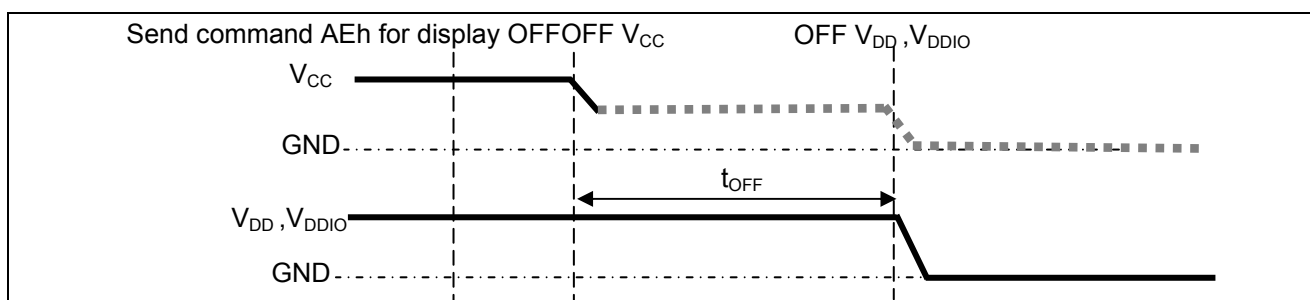 Send command AEh for display OFFOFF VCC
OFF VDD ,VDDIO
VCC
GND
tOFF
VDD ,VDDIO
GND